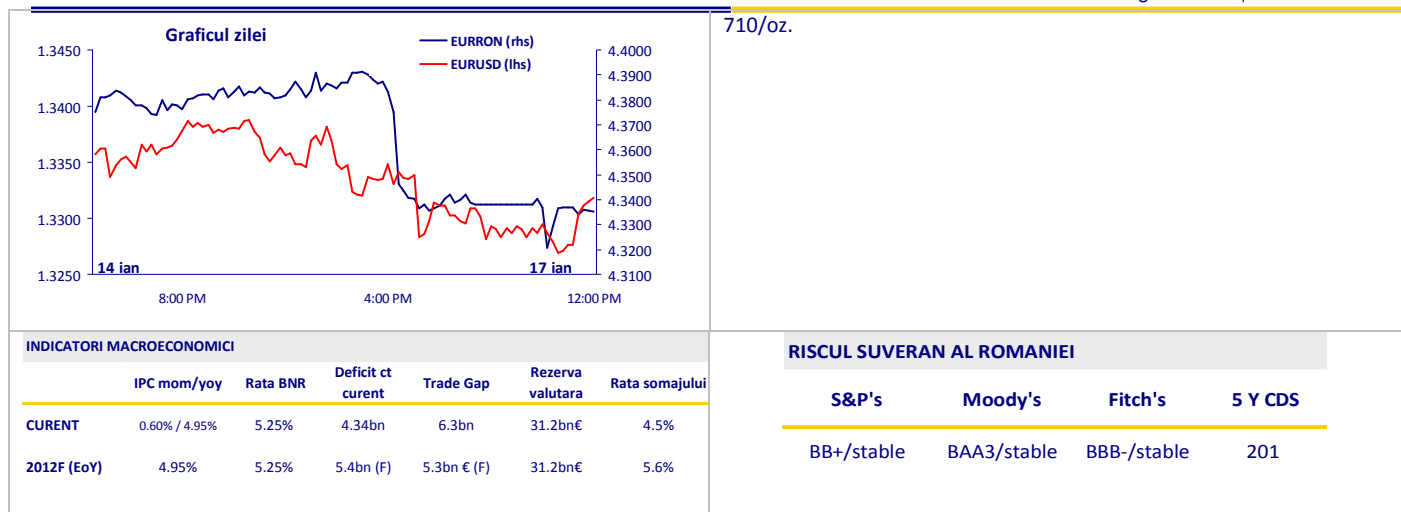 710/oz.
Graficul zilei
EURRON (rhs)
EURUSD (lhs)
1.3450
1.3400
1.3350
1.3300
1.3250
4.4000
4.3900
4.3800
4.3700
4.3600
4.3500
4.3400
4.3300
4.3200
4.3100
14 ian
17 ian
8:00 PM
4:00 PM
12:00 PM
INDICATORI MACROECONOMICI
IPC mom/yoy Rata BNR Deficit ct curent Trade Gap Rezerva valutara Rata somajului
CURENT 0.60% / 4.95% 5.25% 4.34bn 6.3bn 31.2bn€ 4.5%
2012F (EoY) 4.95% 5.25% 5.4bn (F) 5.3bn € (F) 31.2bn€ 5.6%
RISCUL SUVERAN AL ROMANIEI
S&P's Moody's Fitch's 5 Y CDS
BB+/stable BAA3/stable BBB-/stable 201